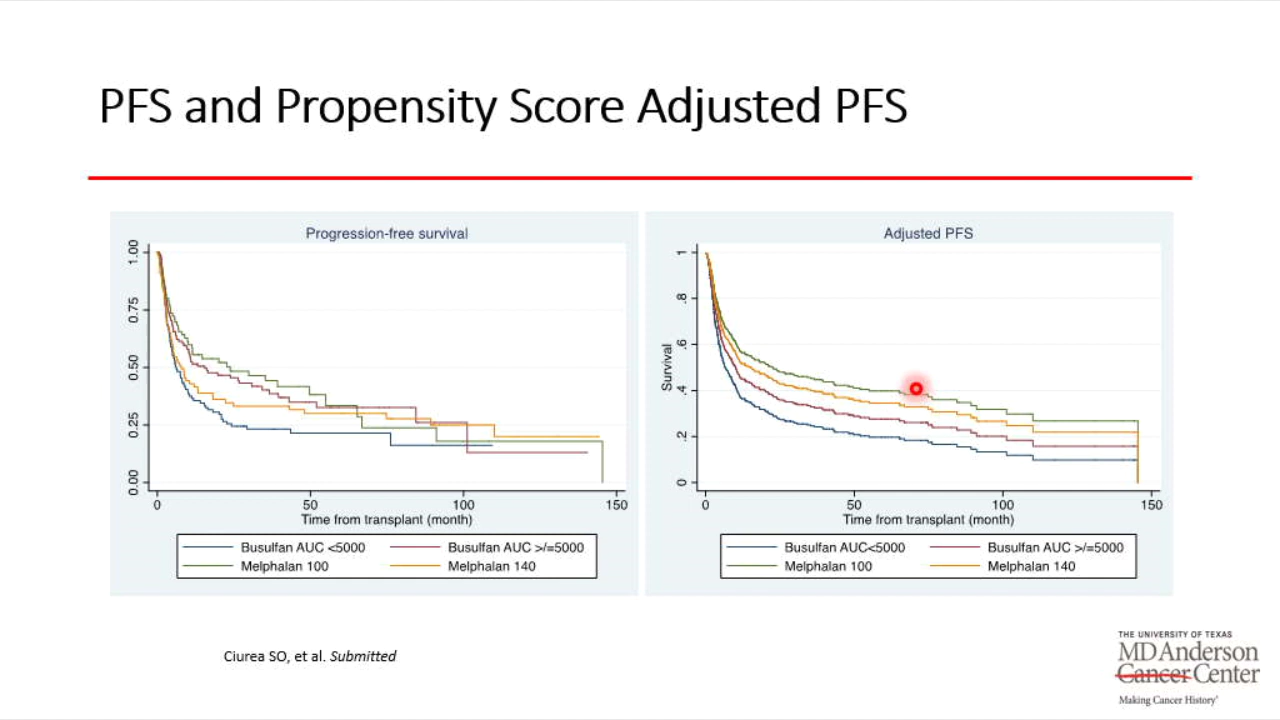 PFS and Propensity Score Adjusted PFS
Progression-free survival
1.00
0.75
0.50
0.25
0.00
0 50 100 150
Time from transplant (month)
Busulfan AUC <5000 Busulfan AUC >/=5000
Melphalan 100 Melphalan 140
Adjusted PFS
Survival
1
.8
.6
.4
.2
0
0 50 100 150
Time from transplant (month)
Busulfan AUC<5000 Busulfan AUC >/=5000
Melphalan 100 Melphalan 140
Ciurea SO, et al. Submitted
THE UNIVERSITY OF TEXAS
MD Anderson
Cancer Center
Making Cancer History®